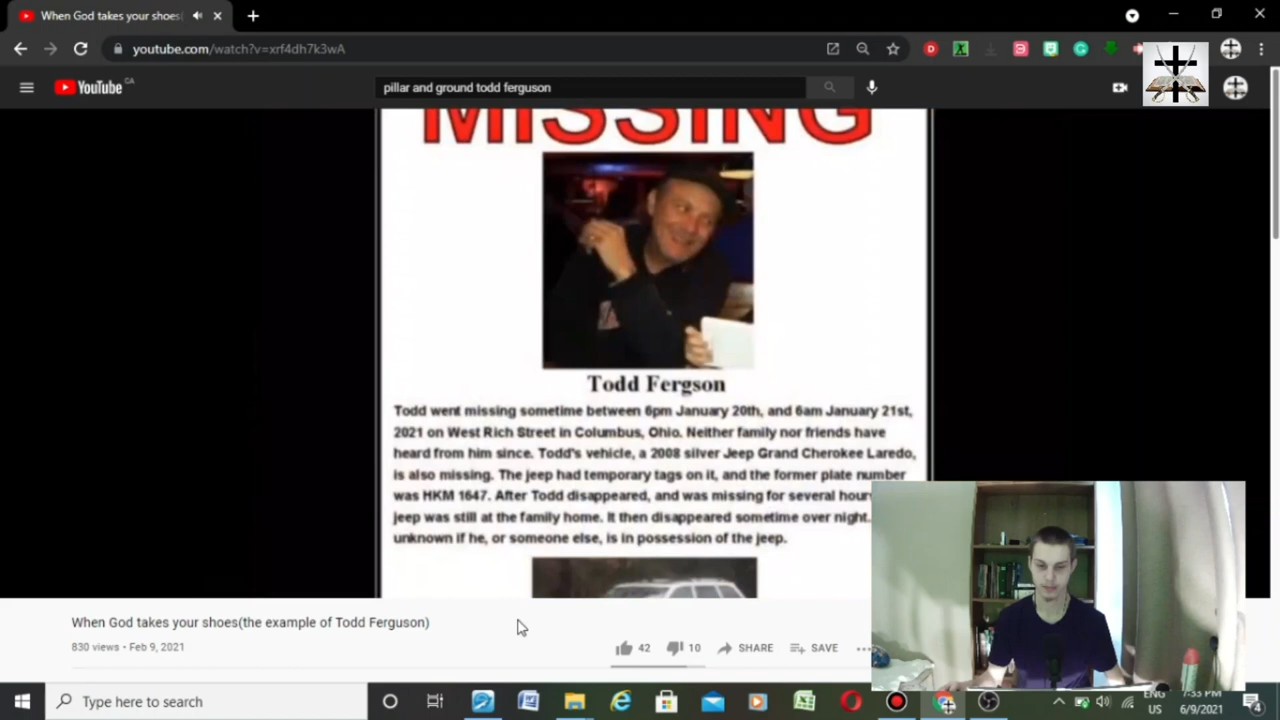 When God takes your shoes(
youtube.com/watch?v=xrf4dh7k3wA
YouTube CA
pillar and ground todd ferguson
MISSING
Todd Fergson
Todd went missing sometime between 6pm January 20th, and 6am January 21st,
2021 on West Rich Street in Columbus, Ohio. Neither family nor friends have
heard from him since. Todd's vehicle, a 2008 silver Jeep Grand Cherokee Laredo,
is also missing. The jeep had temporary tags on it, and the former plate number
was HKM 1647. After Todd disappeared, and was missing for several hour
jeep was still at the family home. It then disappeared sometime over night.
unknown if he, or someone else, is in possession of the jeep.
When God takes your shoes(the example of Todd Ferguson)
830 views • Feb 9, 2021
42
10
SHARE
SAVE
Type here to search
ENG
US
7:33 PM
6/9/2021
4